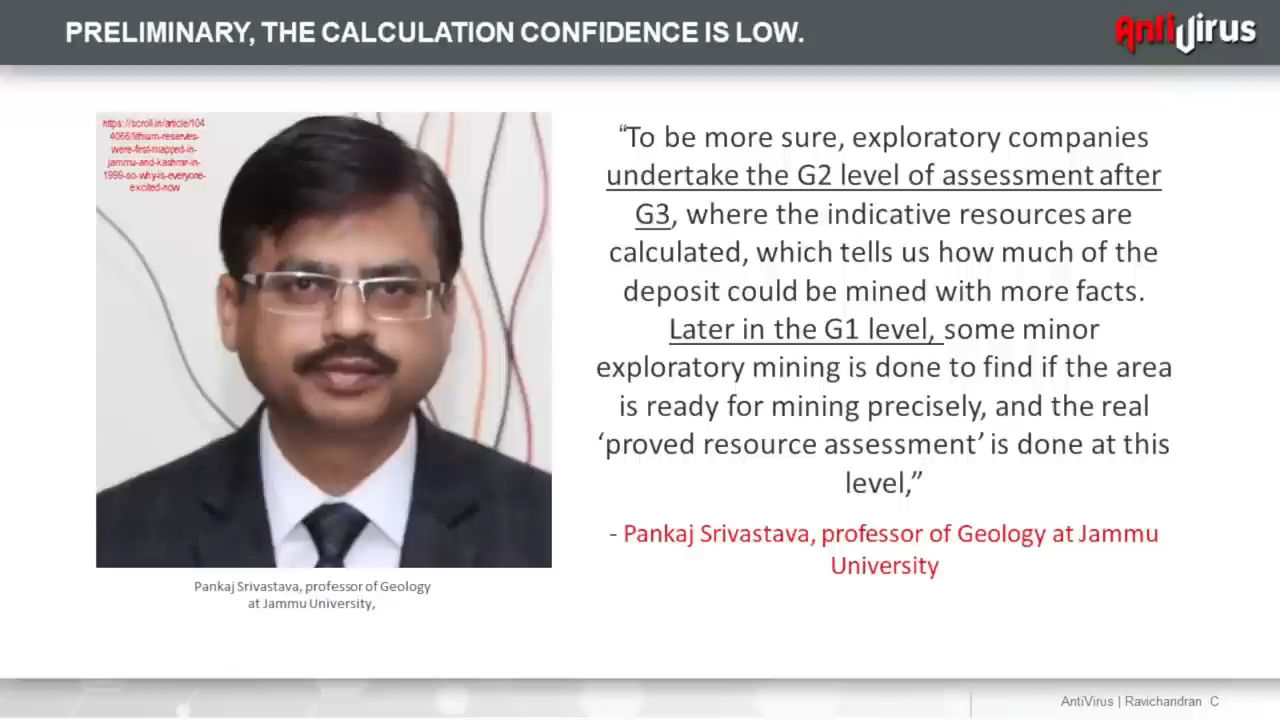 PRELIMINARY, THE CALCULATION CONFIDENCE IS LOW.
AntiVirus
https://scroll.in/article/104
4066/lithium-reserves-
were-first-mapped-in-
jammu-and-kashmir-in-
1999-so-why-is-everyone-
excited-now
“To be more sure, exploratory companies
undertake the G2 level of assessment after
G3, where the indicative resources are
calculated, which tells us how much of the
deposit could be mined with more facts.
Later in the G1 level, some minor
exploratory mining is done to find if the area
is ready for mining precisely, and the real
‘proved resource assessment’ is done at this
level,”
- Pankaj Srivastava, professor of Geology at Jammu
University
Pankaj Srivastava, professor of Geology
at Jammu University,
AntiVirus | Ravichandran C